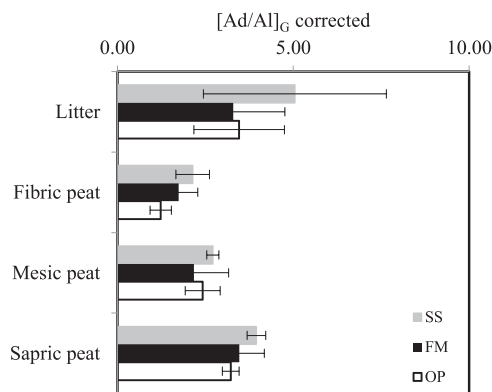 [Ad/Al]G corrected
0.00 5.00 10.00
Litter
Fibric peat
Mesic peat
Sapric peat
SS
FM
OP